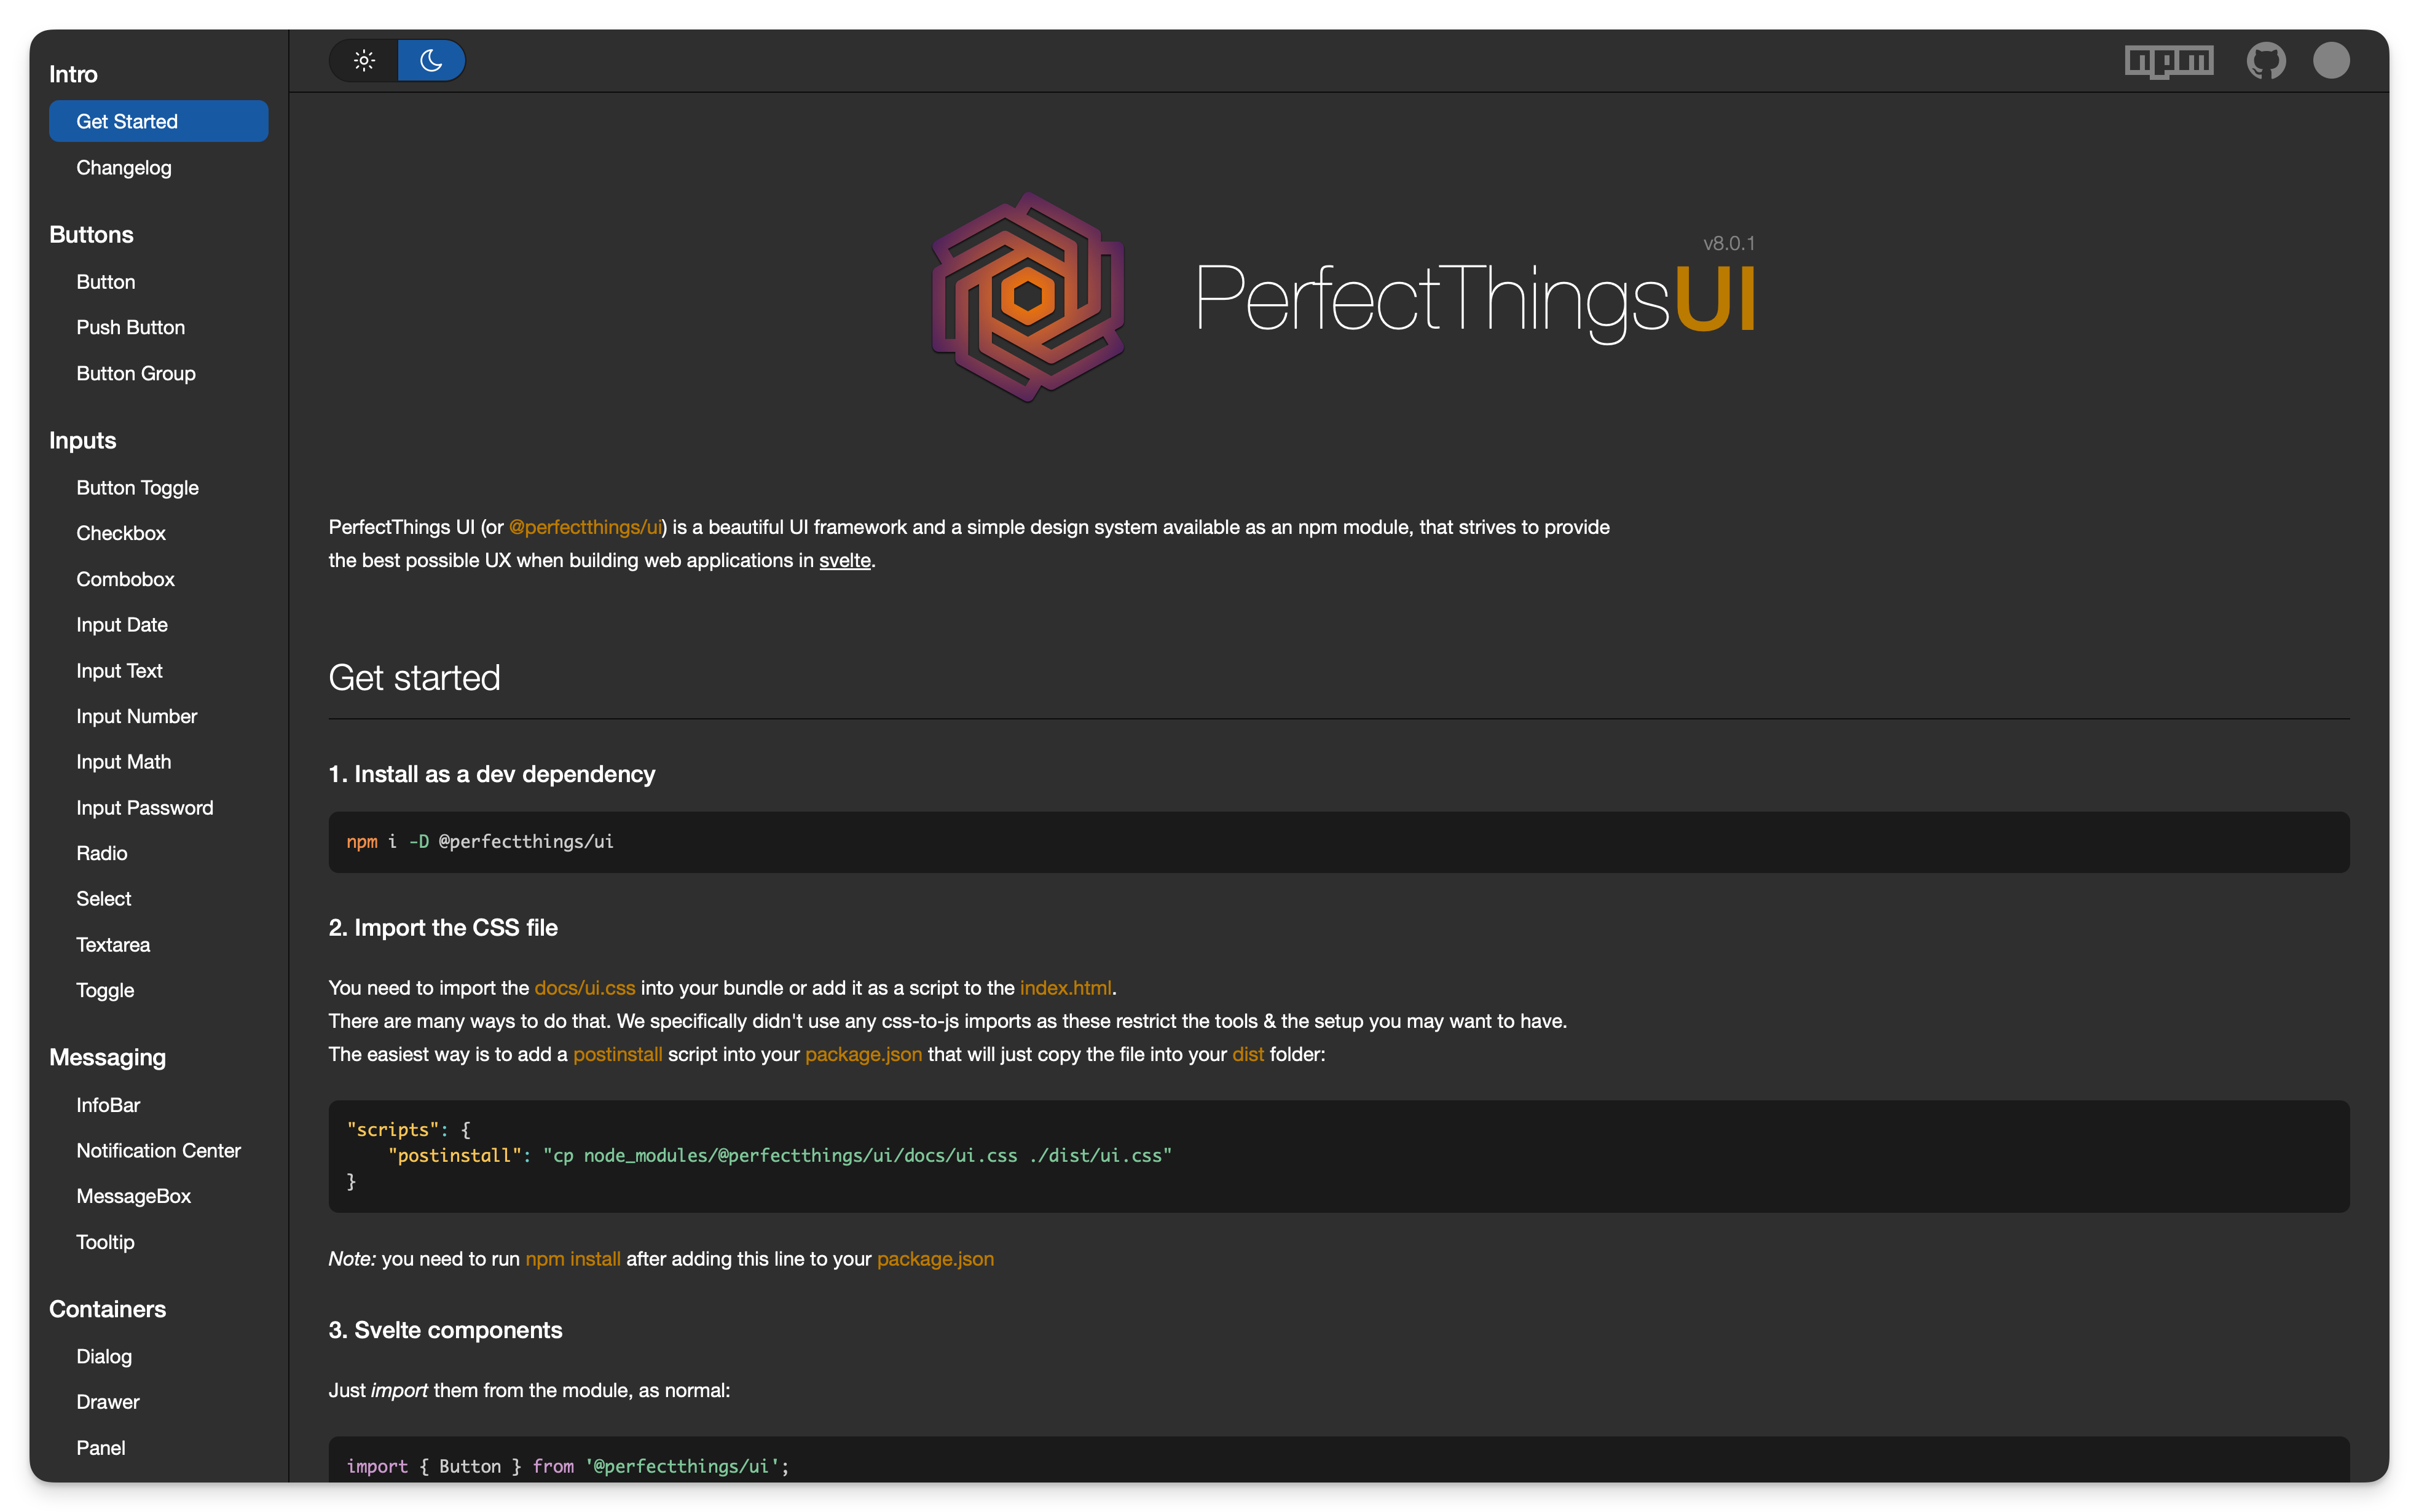 Intro
Get Started
Changelog
Buttons
Button
Push Button
Button Group
Inputs
Button Toggle
Checkbox
Combobox
Input Date
Input Text
Input Number
Input Math
Input Password
Radio
Select
Textarea
Toggle
Messaging
InfoBar
Notification Center
MessageBox
Tooltip
Containers
Dialog
Drawer
Panel
npm
v8.0.1
PerfectThingsUI
PerfectThings UI (or @perfectthings/ui) is a beautiful UI framework and a simple design system available as an npm module, that strives to provide
the best possible UX when building web applications in svelte.
Get started
1. Install as a dev dependency
npm i -D @perfectthings/ui
2. Import the CSS file
You need to import the docs/ui.css into your bundle or add it as a script to the index.html.
There are many ways to do that. We specifically didn't use any css-to-js imports as these restrict the tools & the setup you may want to have.
The easiest way is to add a postinstall script into your package.json that will just copy the file into your dist folder:
"scripts": {
    "postinstall": "cp node_modules/@perfectthings/ui/docs/ui.css ./dist/ui.css"
}
Note: you need to run npm install after adding this line to your package.json
3. Svelte components
Just import them from the module, as normal:
import { Button } from '@perfectthings/ui';